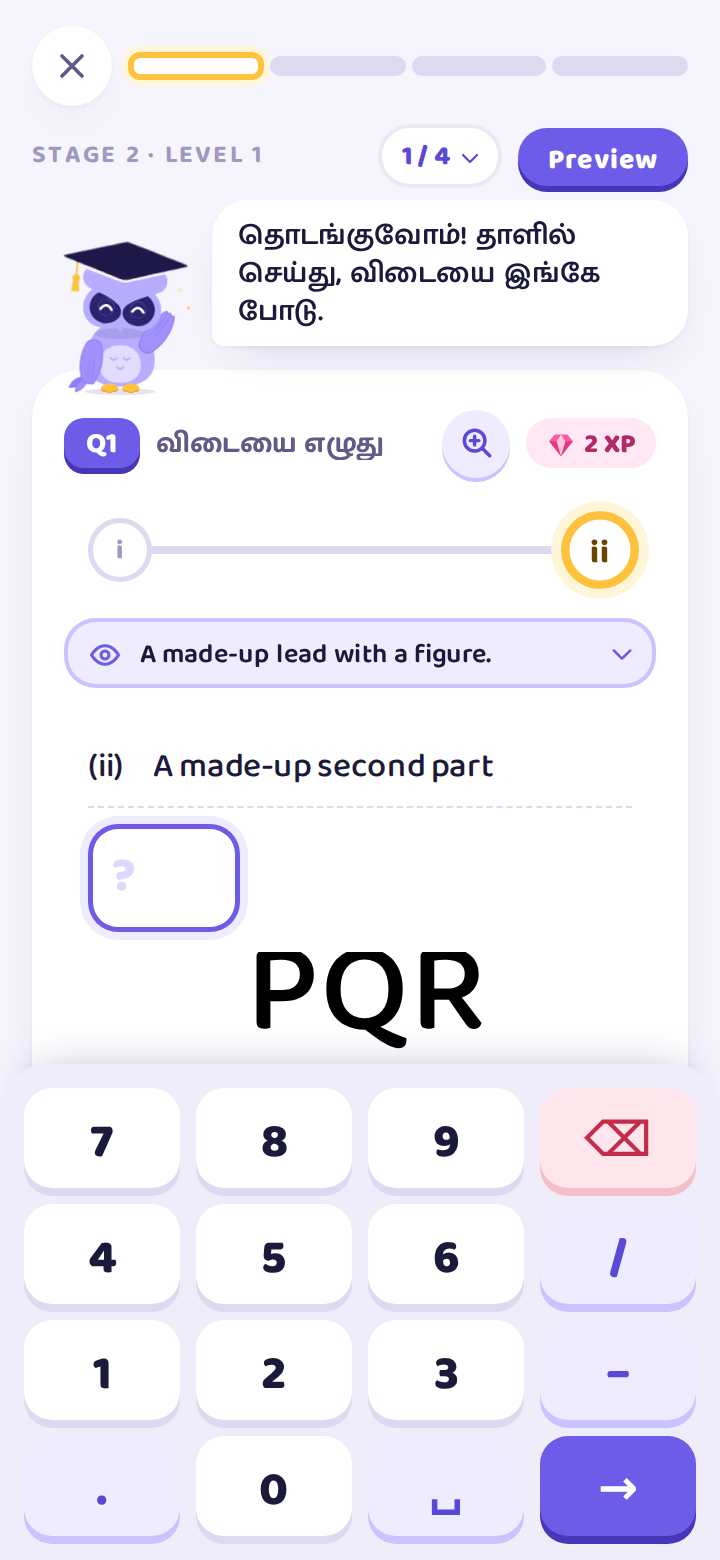 STAGE 2 · LEVEL 1
1 / 4
Preview
தொடங்குவோம்! தாளில்
செய்து, விடையை இங்கே
போடு.
Q1 விடையை எழுது
2 XP
i
ii
A made-up lead with a figure.
(ii) A made-up second part
?
PQR
7 8 9 ⌫
4 5 6 /
1 2 3 −
. 0 ␣ →